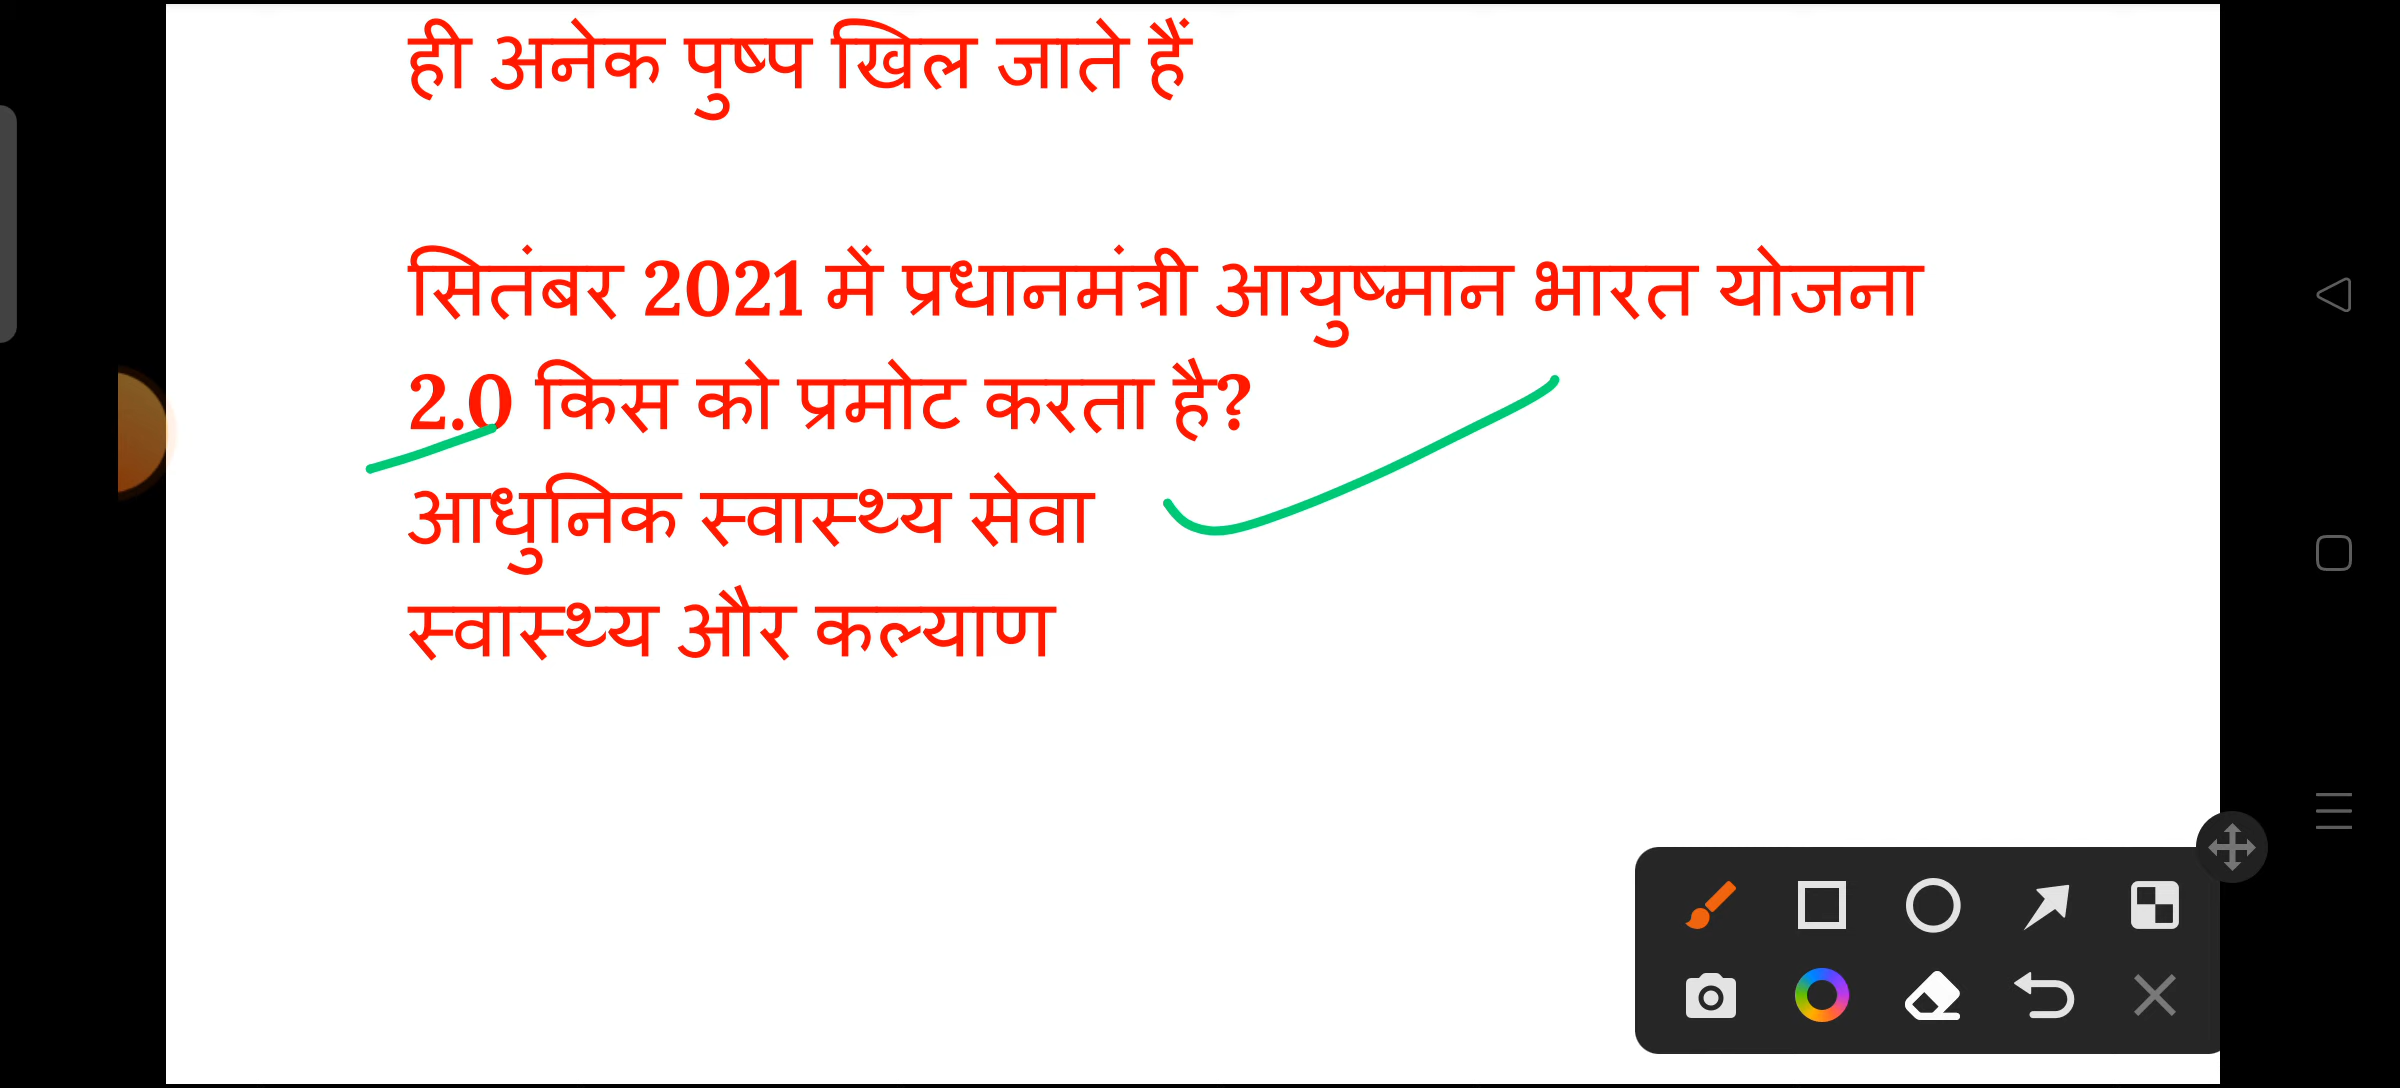 ही अनेक पुष्प खिल जाते हैं
सितंबर 2021 में प्रधानमंत्री आयुष्मान भारत योजना
2.0 किस को प्रमोट करता है?
आधुनिक स्वास्थ्य सेवा
स्वास्थ्य और कल्याण